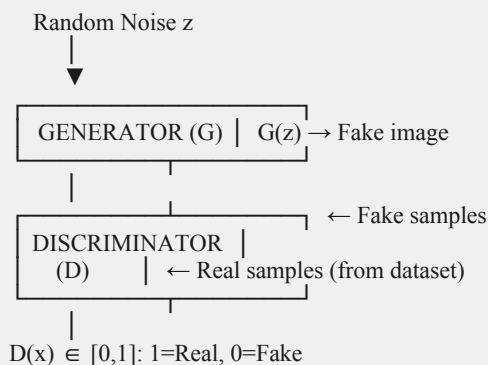 Random Noise z
GENERATOR (G) │ G(z) → Fake image
← Fake samples
DISCRIMINATOR │
(D) │ ← Real samples (from dataset)
D(x) ∈ [0,1]: 1=Real, 0=Fake